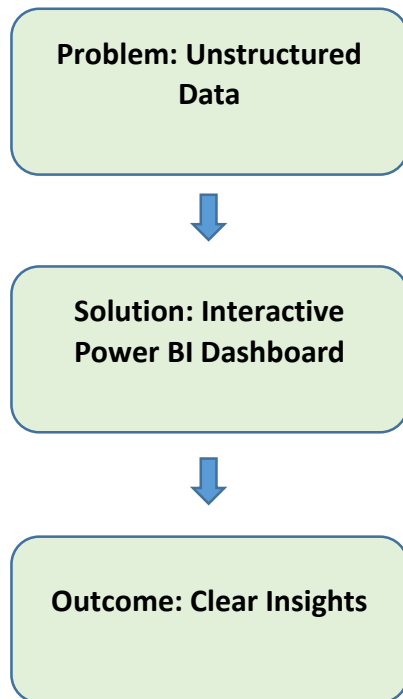 Problem: Unstructured
Data
Solution: Interactive
Power BI Dashboard
Outcome: Clear Insights